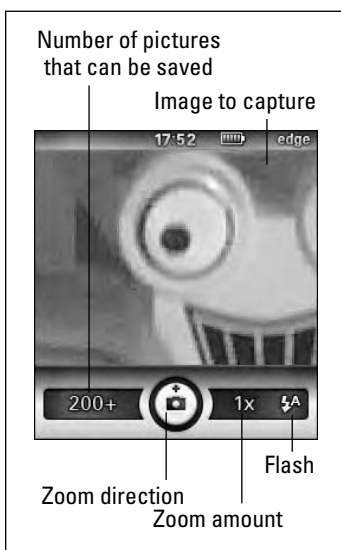 Number of pictures
that can be saved
Image to capture
17:52 edge
200+ 1x A
Flash
Zoom direction
Zoom amount